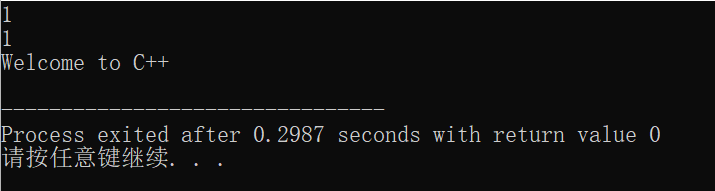 1
1
Welcome to C++
--------------------------------
Process exited after 0.2987 seconds with return value 0
请按任意键继续. . .